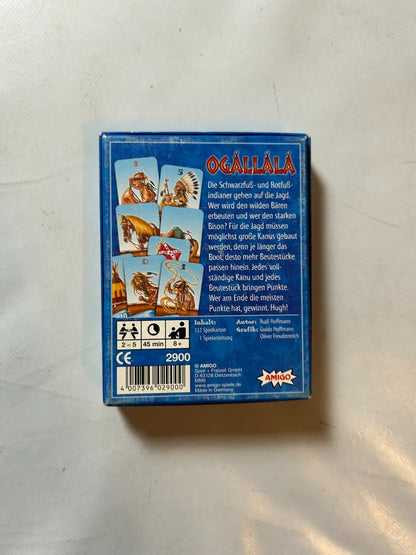 OGALLALA
Die Schwarzfuß- und Rotfuß-
indianer gehen auf die Jagd.
Wer wird den wilden Bären
erbeuten und wer den starken
Bison? Für die Jagd müssen
möglichst große Kanus gebaut
werden, denn je länger das
Boot, desto mehr Beutestücke
passen hinein. Jedes voll-
ständige Kanu und jedes
Beutestück bringen Punkte.
Wer am Ende die meisten
Punkte hat, gewinnt. Hugh!
Inhalt:
112 Spielkarten
1 Spielanleitung
Autor: Rudi Hoffmann
Grafik: Guido Hoffmann
Oliver Freudenreich
2 – 5
45 min
8+
CE
2900
4 007396 029000
© AMIGO
Spiel + Freizeit GmbH
D-63128 Dietzenbach
MMII
www.amigo-spiele.de
Made in Germany
AMIGO